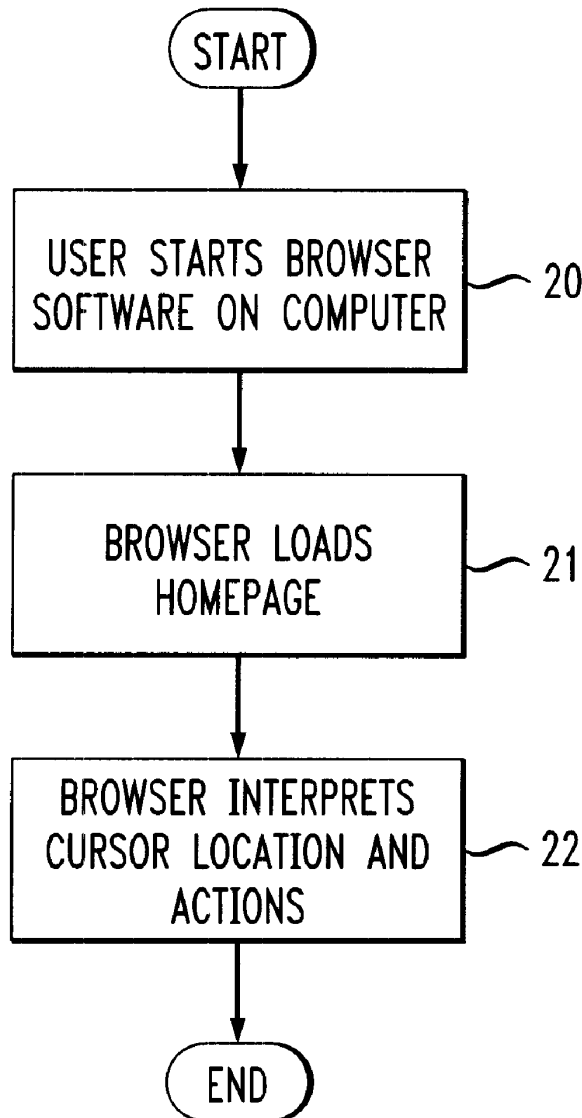 START
USER STARTS BROWSER
SOFTWARE ON COMPUTER
20
BROWSER LOADS
HOMEPAGE
21
BROWSER INTERPRETS
CURSOR LOCATION AND
ACTIONS
22
END